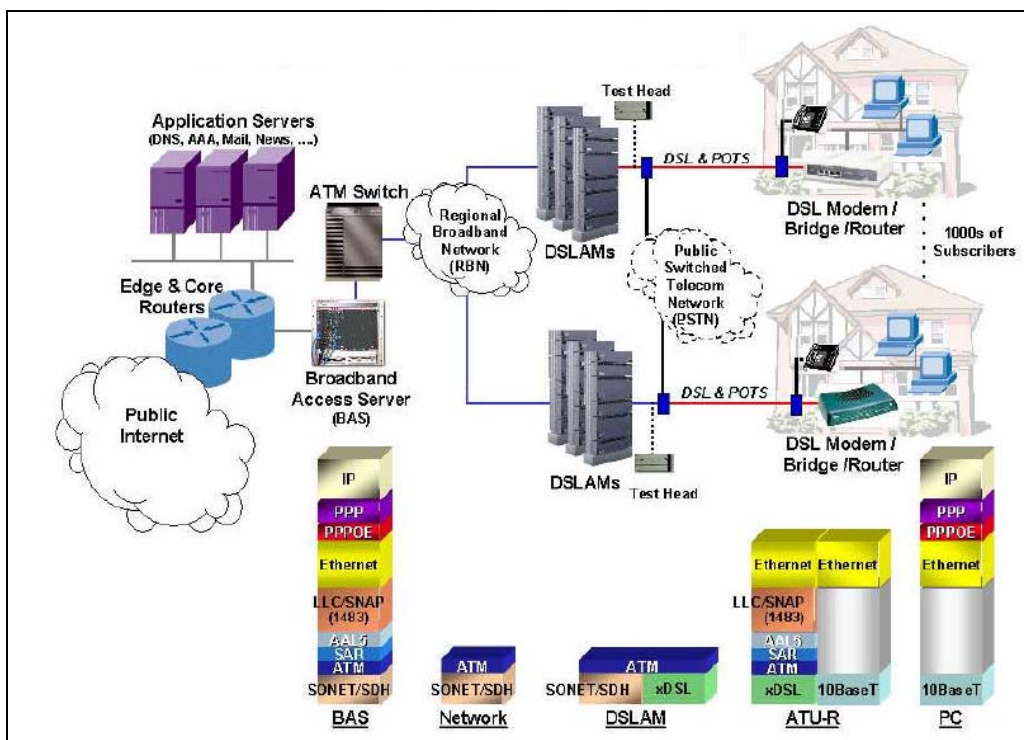 Test Head
Application Servers
(DNS, AAA, Mail, News, ....)
ATM Switch
DSL & POTS
Regional
Broadband
Network
(RBN)
DSLAMs
DSL Modem /
Bridge /Router
1000s of
Subscribers
Public
Switched
Telecom
Network
(PSTN)
Edge & Core
Routers
Broadband
Access Server
(BAS)
Public
Internet
DSL & POTS
DSL Modem /
Bridge /Router
DSLAMs
Test Head
IP
PPP
PPPOE
Ethernet
LLC/SNAP
(1483)
AAL5
SAR
ATM
SONET/SDH
BAS
ATM
SONET/SDH
Network
ATM
SONET/SDH
xDSL
DSLAM
Ethernet
Ethernet
LLC/SNAP
(1483)
AAL5
SAR
ATM
xDSL
10BaseT
ATU-R
IP
PPP
PPPOE
Ethernet
10BaseT
PC